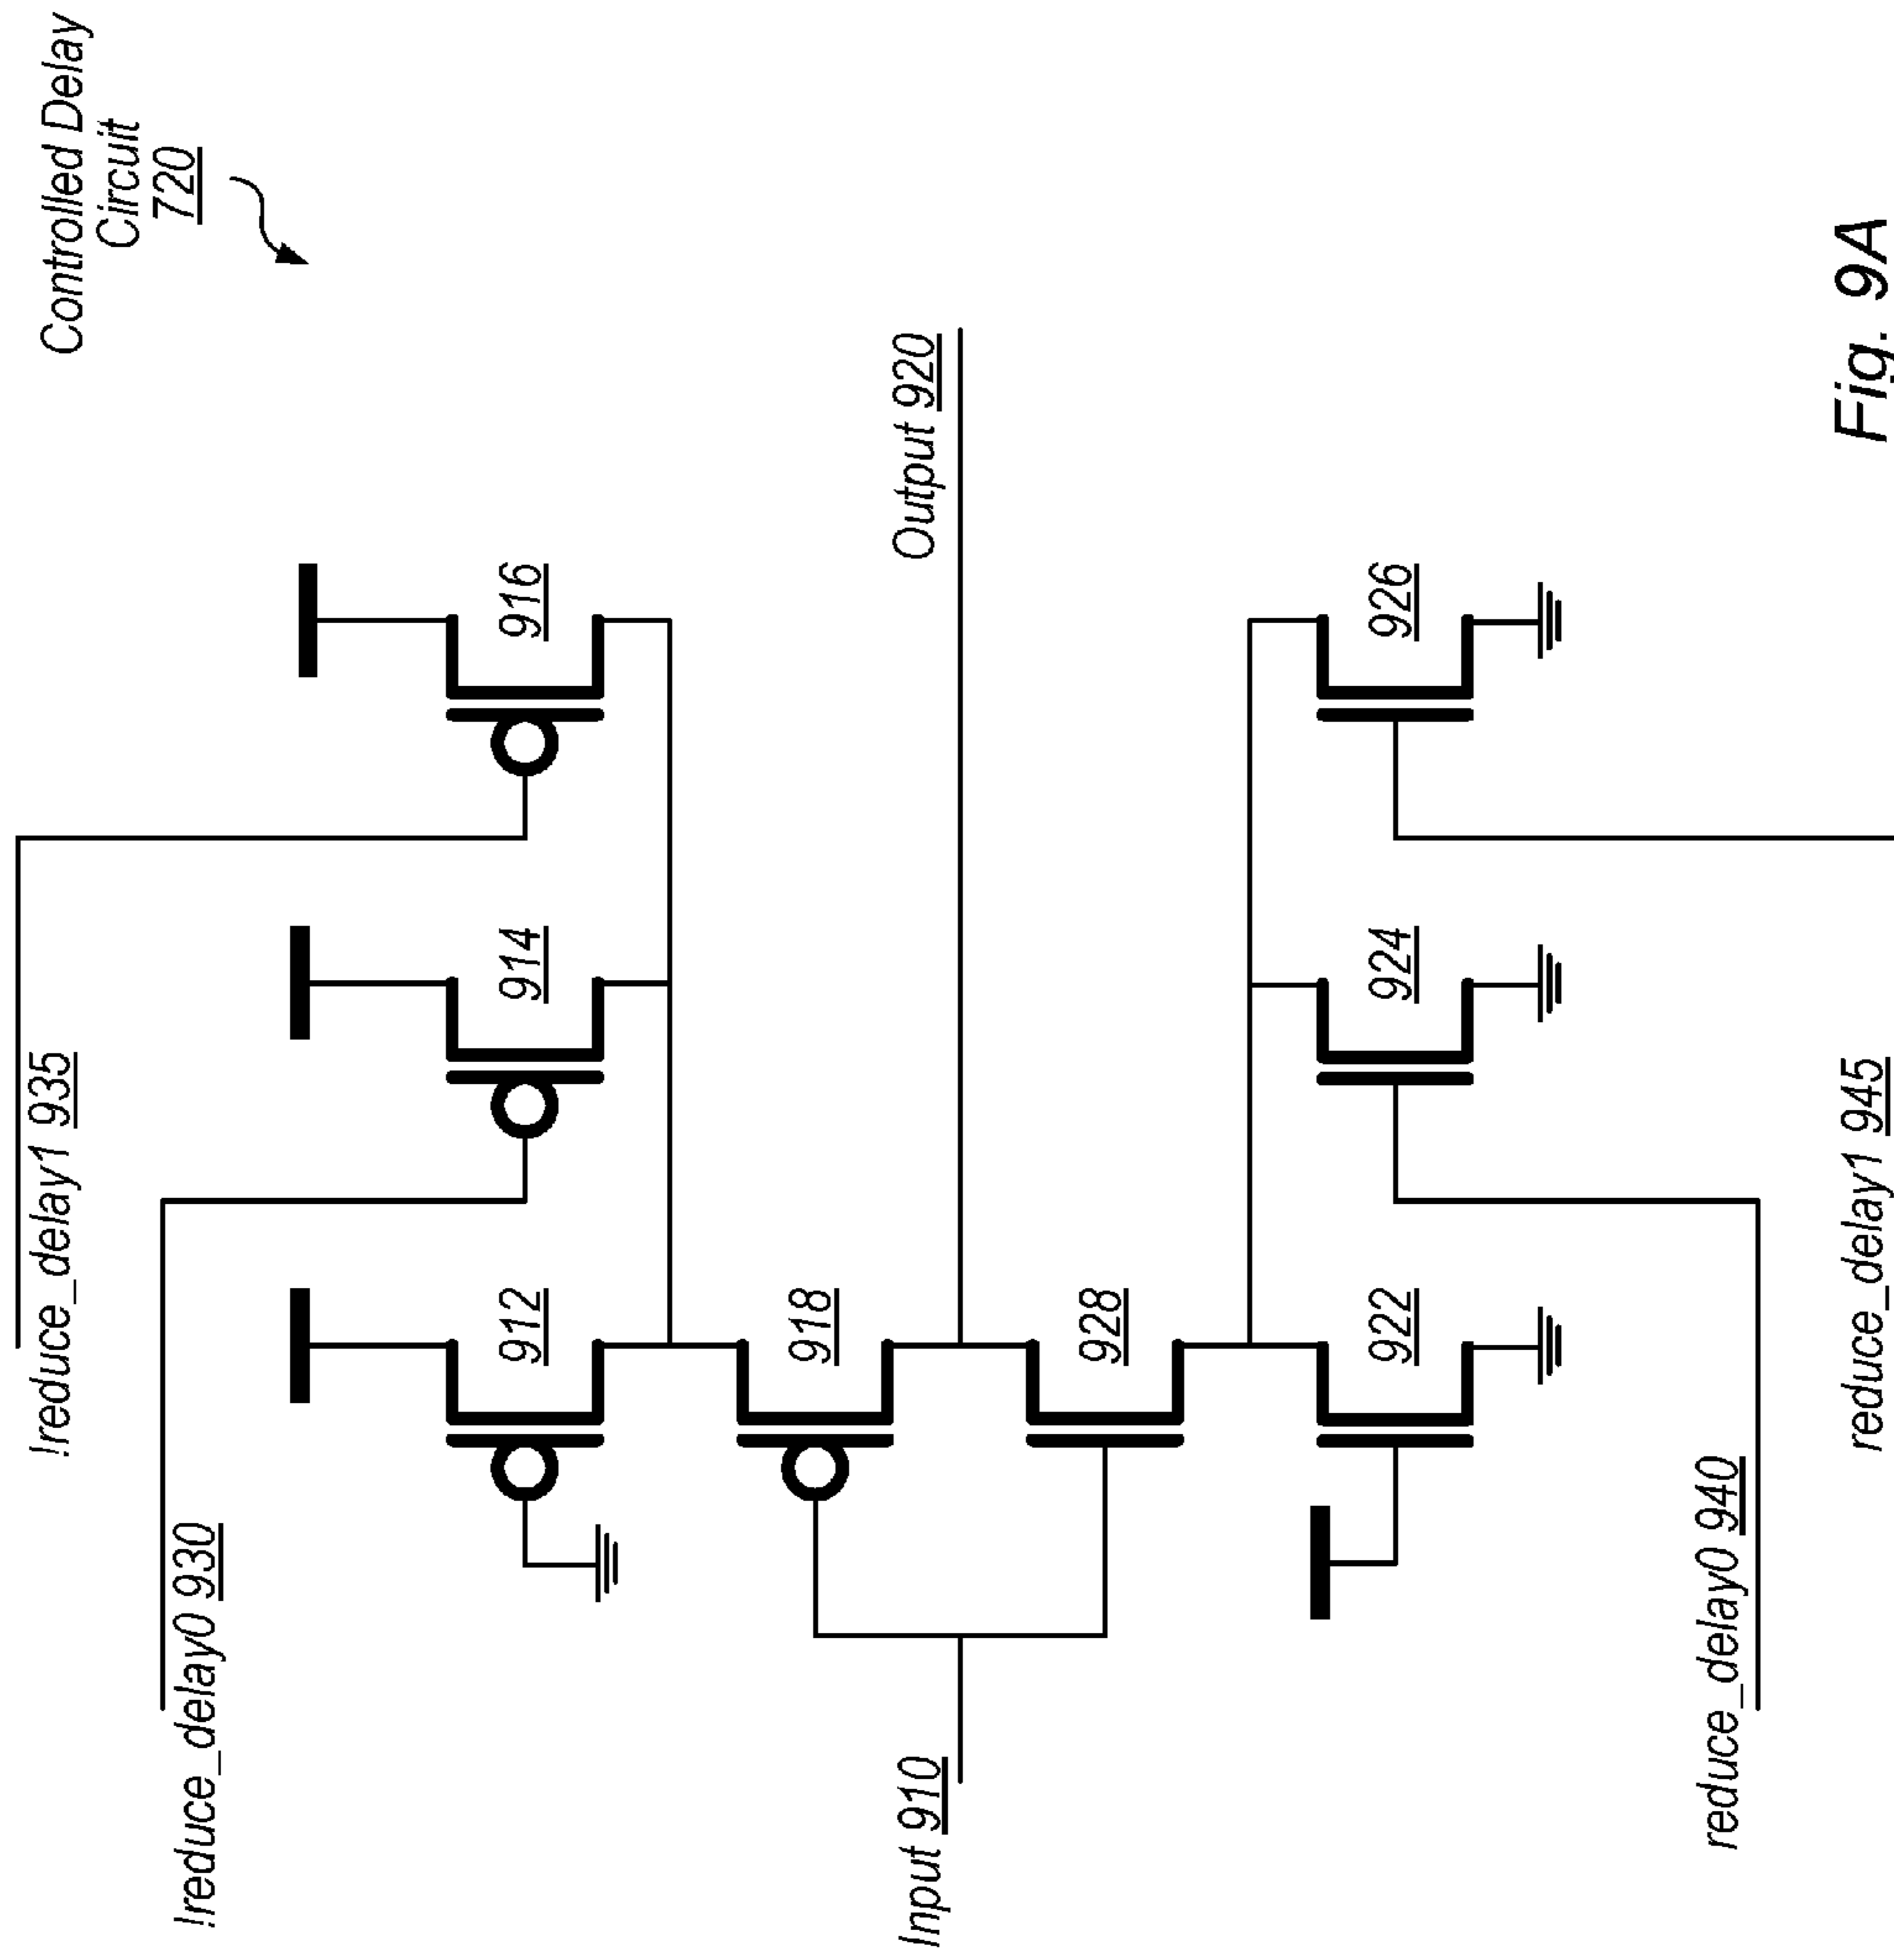 Controlled Delay
Circuit
720
!reduce_delay1 935
!reduce_delay0 930
912
914
916
918
Output 920
Input 910
928
922
924
926
reduce_delay0 940
reduce_delay1 945
Fig. 9A